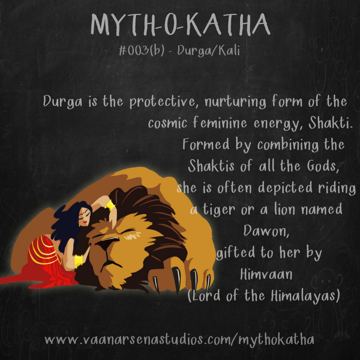 MYTH-O-KATHA
#003(b) - Durga/Kali
Durga is the protective, nurturing form of the
cosmic feminine energy, Shakti.
Formed by combining the
Shaktis of all the Gods,
she is often depicted riding
a tiger or a lion named
Dawon,
gifted to her by
Himvaan
(Lord of the Himalayas)
www.vaanarsenastudios.com/mythokatha